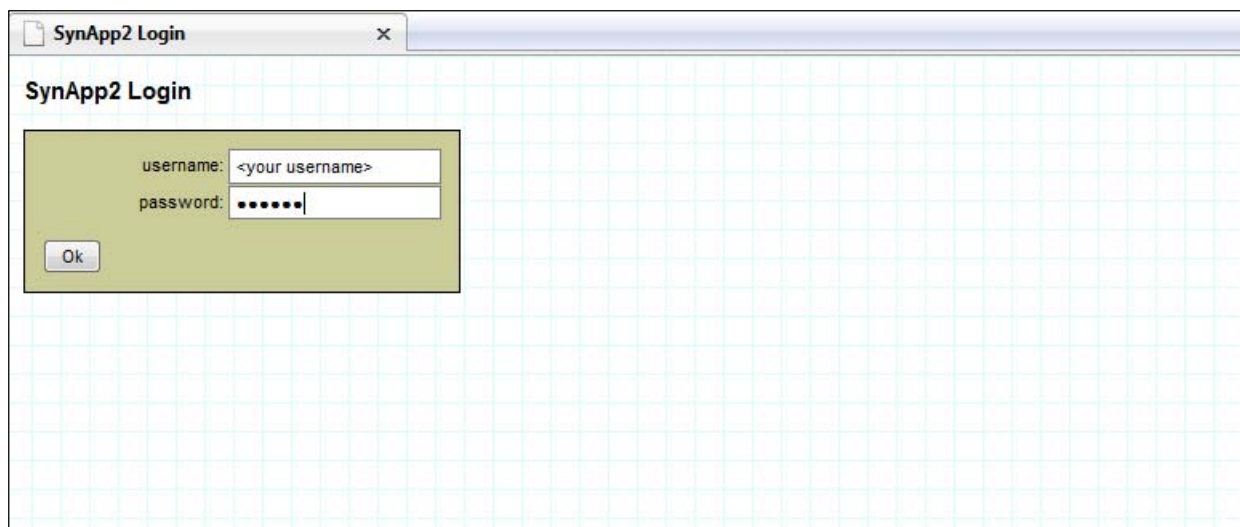 SynApp2 Login
SynApp2 Login
username: <your username>
password: ••••••
Ok